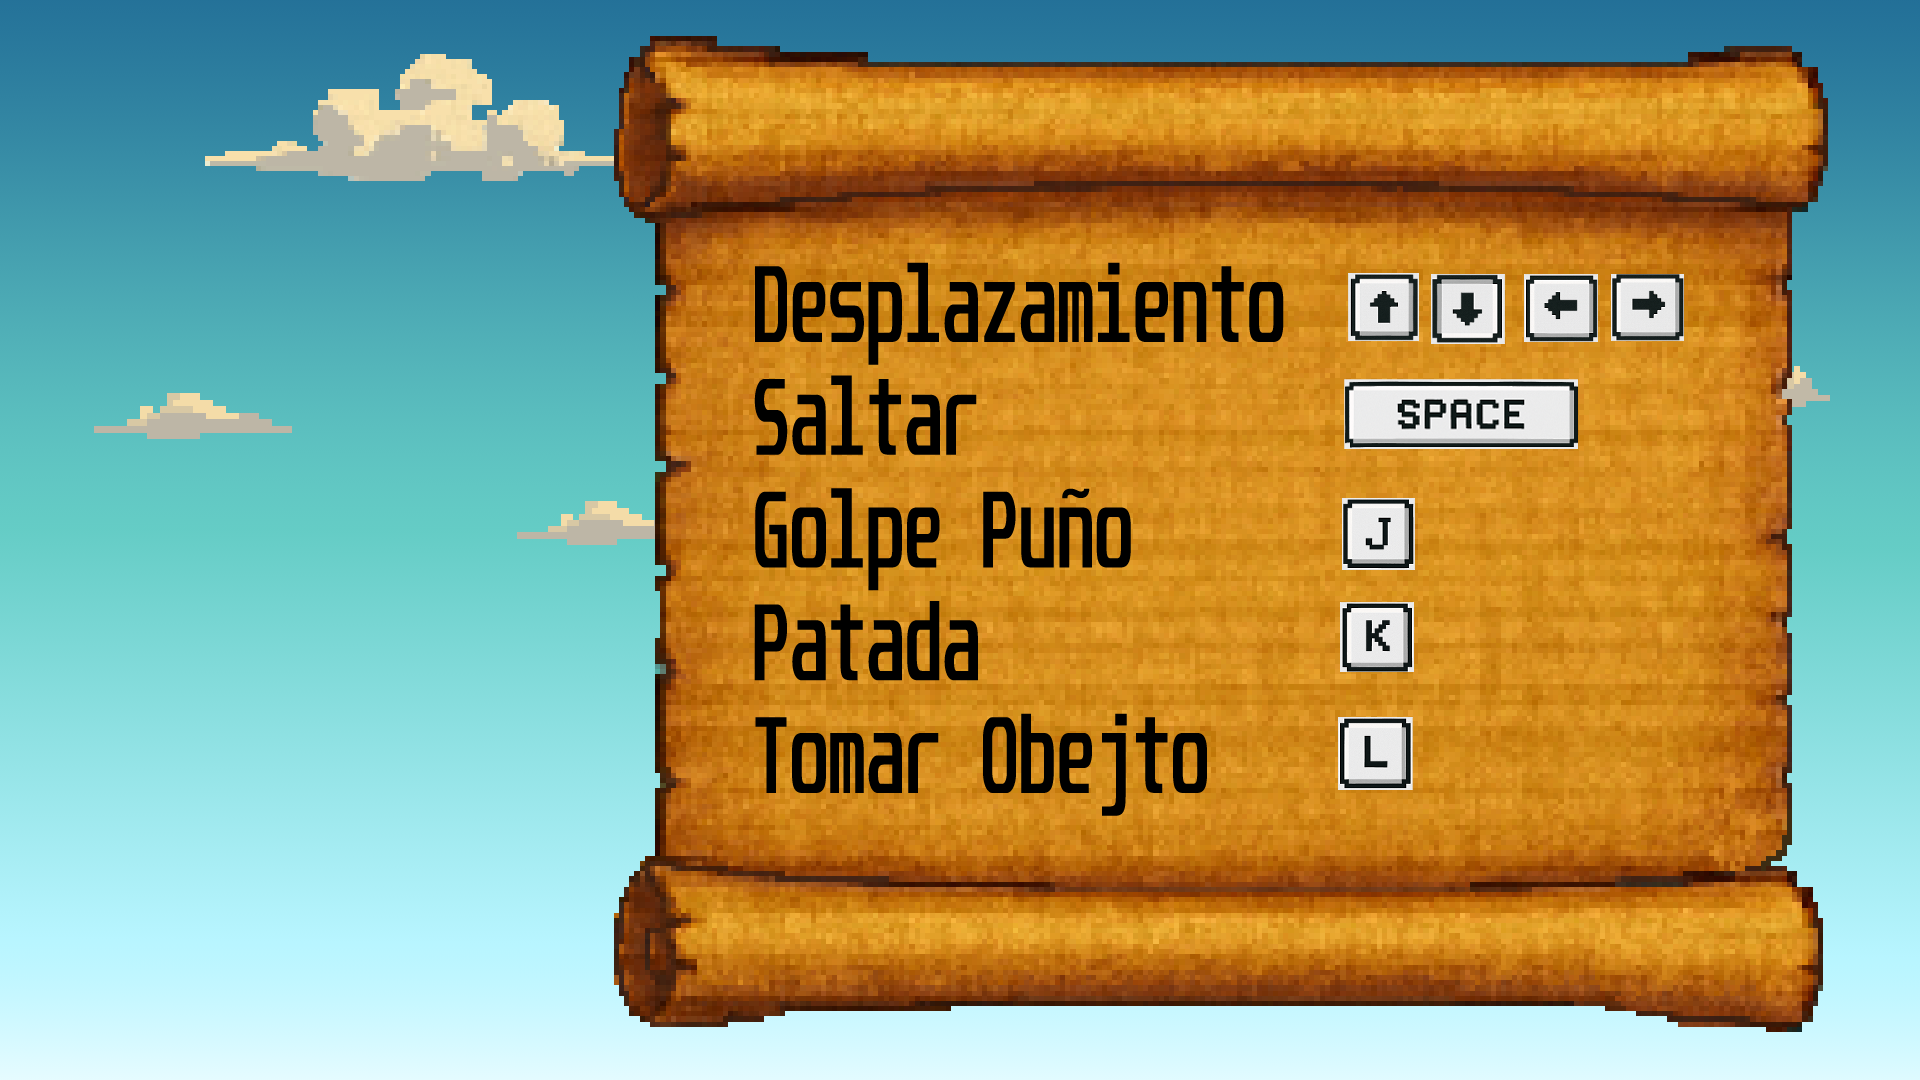 Desplazamiento ↑ ↓ ← →
Saltar SPACE
Golpe Puño J
Patada K
Tomar Obejto L